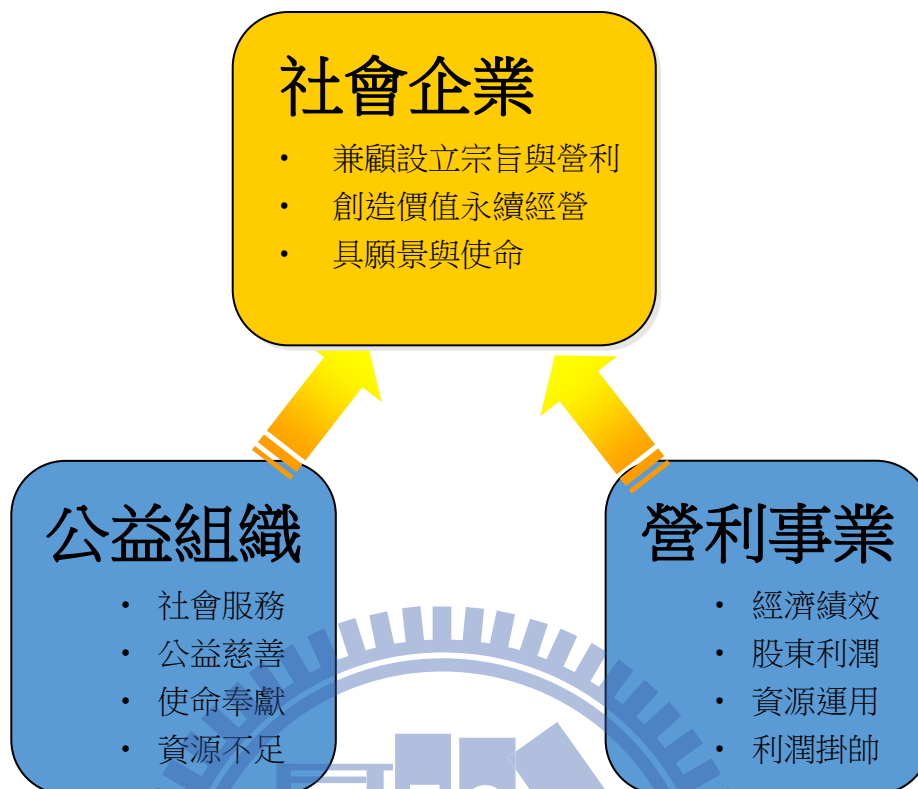 社會企業
• 兼顧設立宗旨與營利
• 創造價值永續經營
• 具願景與使命
公益組織
• 社會服務
• 公益慈善
• 使命奉獻
• 資源不足
營利事業
• 經濟績效
• 股東利潤
• 資源運用
• 利潤掛帥